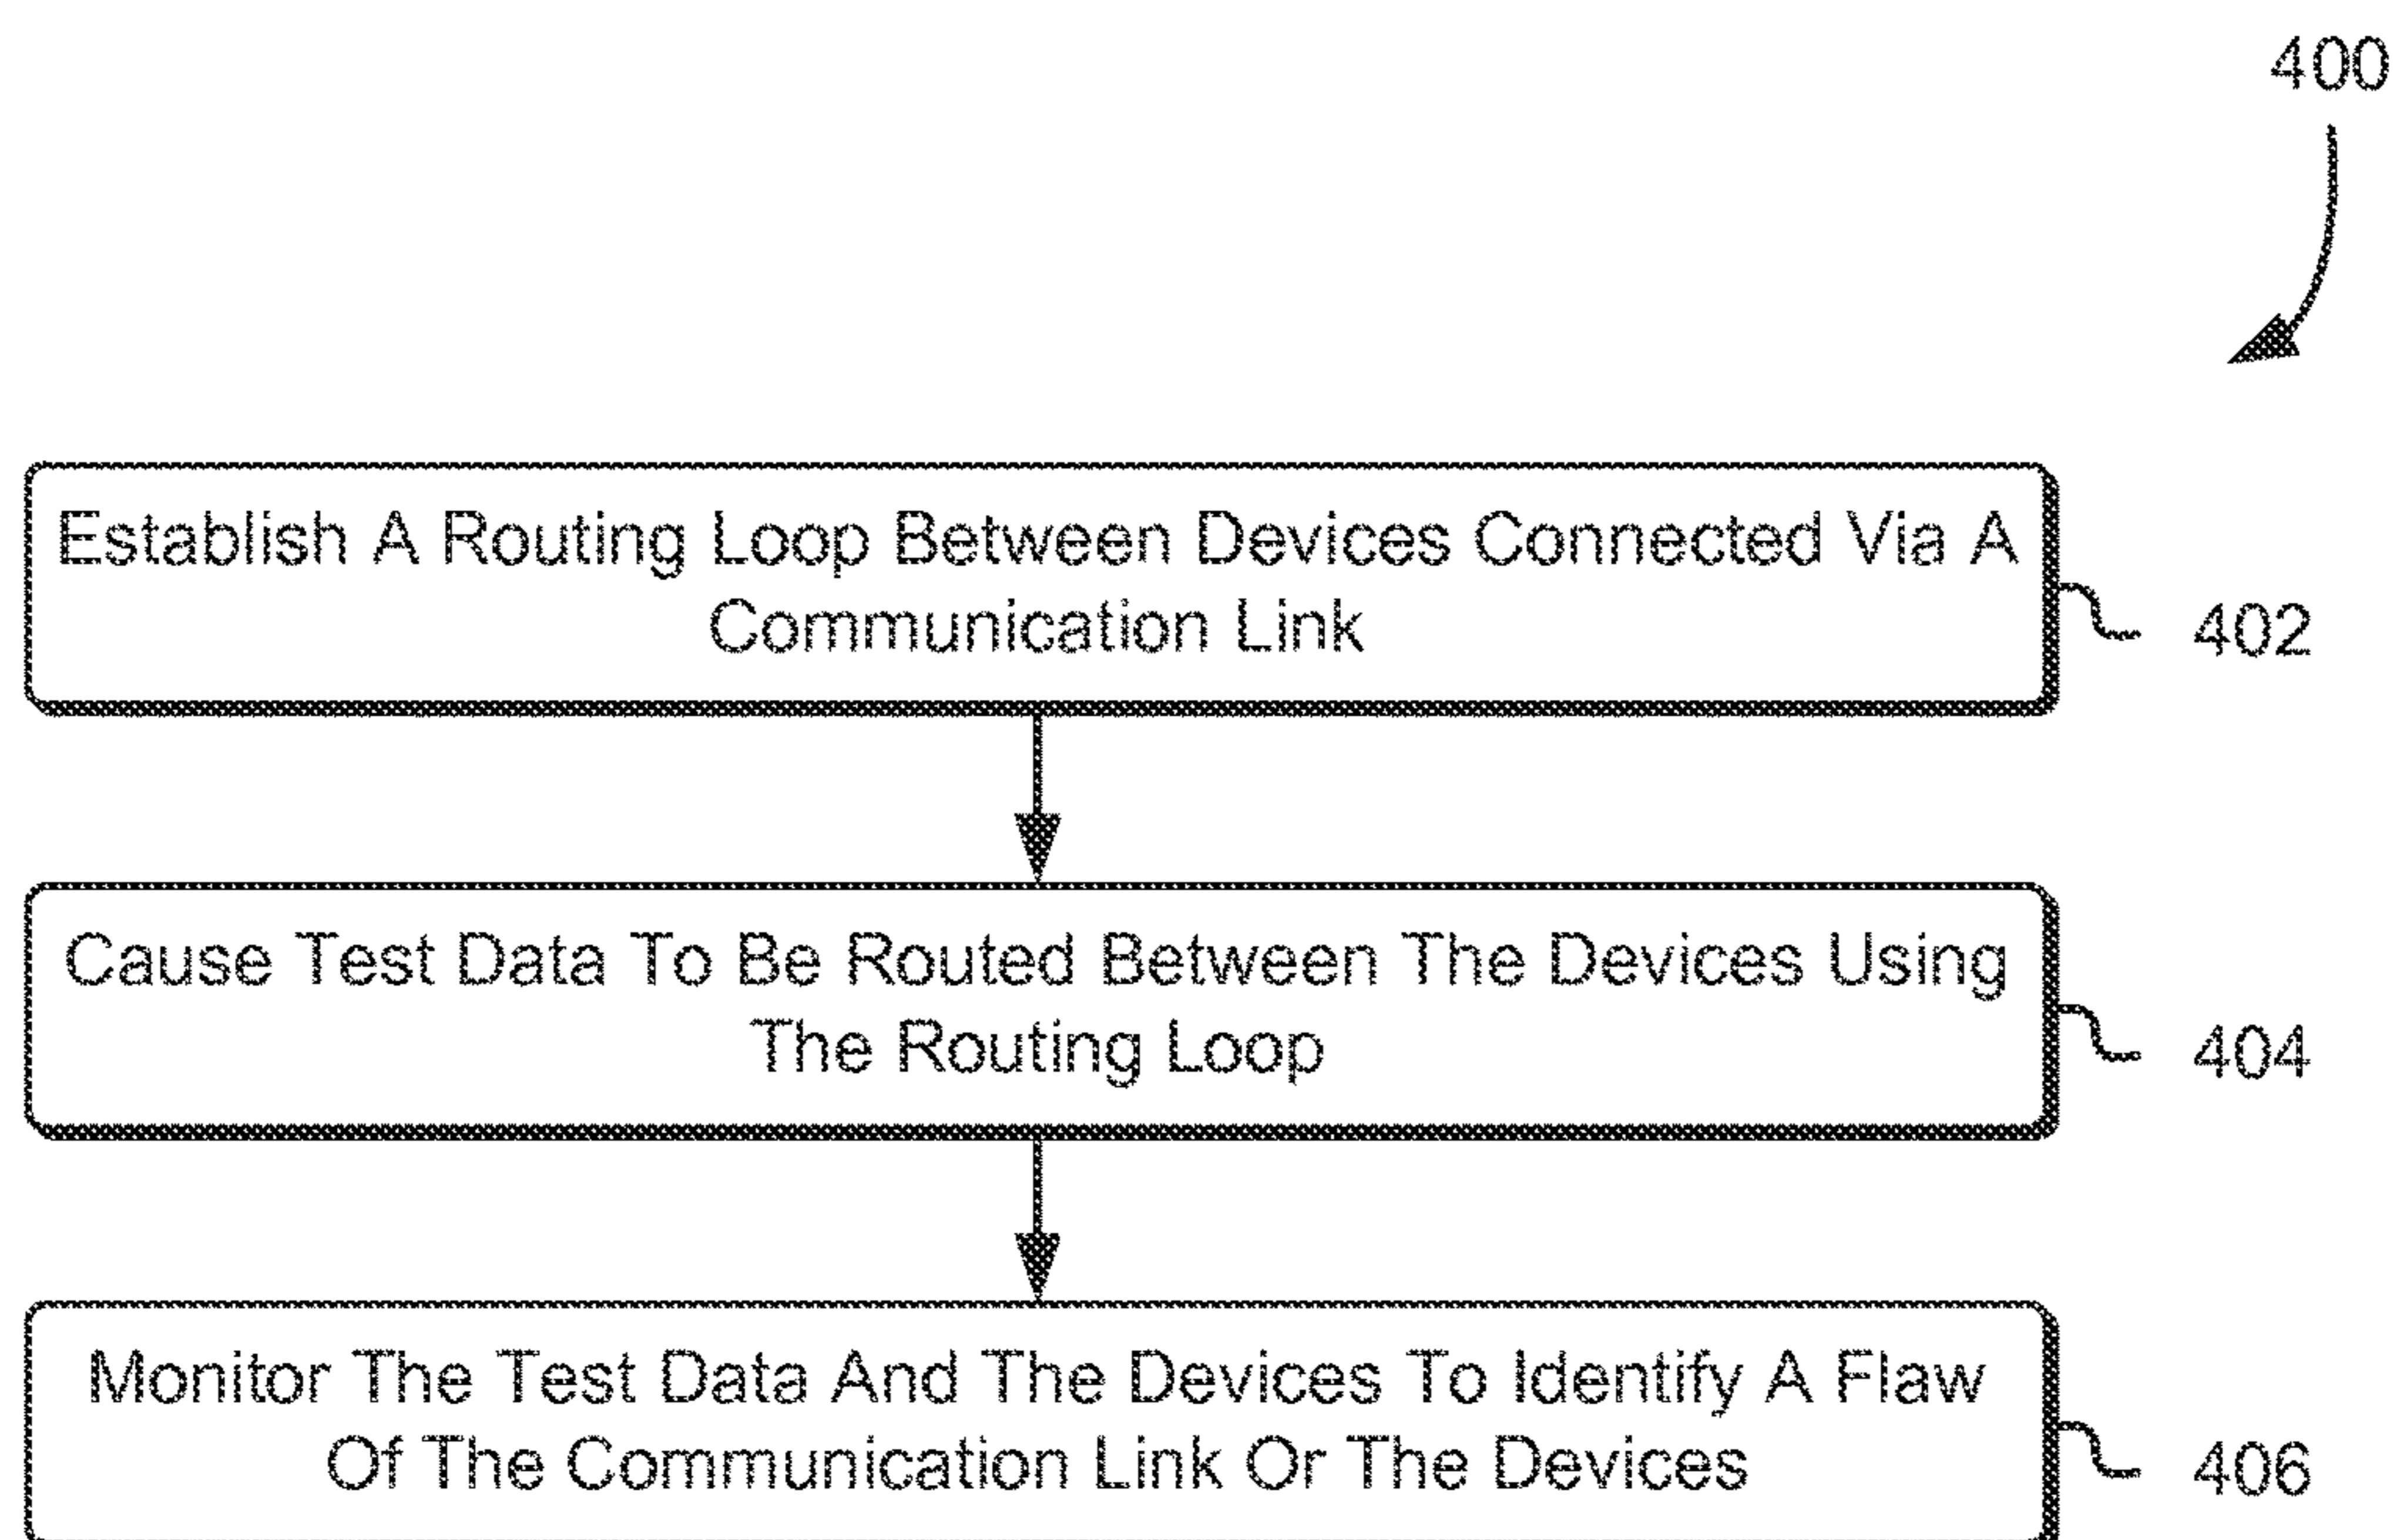 400
Establish A Routing Loop Between Devices Connected Via A
Communication Link
402
Cause Test Data To Be Routed Between The Devices Using
The Routing Loop
404
Monitor The Test Data And The Devices To Identify A Flaw
Of The Communication Link Or The Devices
406